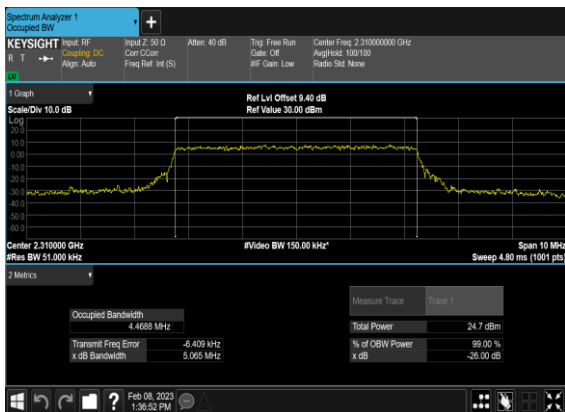 Spectrum Analyzer 1
Occupied BW
KEYSIGHT
R T
Input: RF
Coupling: DC
Align: Auto
Input Z: 50 Ω
Corr CCorr
Freq Ref: Int (S)
Atten: 40 dB
Trig: Free Run
Gate: Off
#IF Gain: Low
Center Freq: 2.310000000 GHz
Avg|Hold: 100/100
Radio Std: None
1 Graph
Scale/Div 10.0 dB
Ref Lvl Offset 9.40 dB
Ref Value 30.00 dBm
Log
20.0
10.0
0.00
-10.0
-20.0
-30.0
-40.0
-50.0
-60.0
Center 2.310000 GHz
#Video BW 150.00 kHz*
Span 10 MHz
#Res BW 51.000 kHz
Sweep 4.80 ms (1001 pts)
2 Metrics
Measure Trace Trace 1
Occupied Bandwidth
4.4688 MHz
Total Power 24.7 dBm
Transmit Freq Error -6.409 kHz
% of OBW Power 99.00 %
x dB Bandwidth 5.065 MHz
x dB -26.00 dB
?
Feb 08, 2023
1:36:52 PM